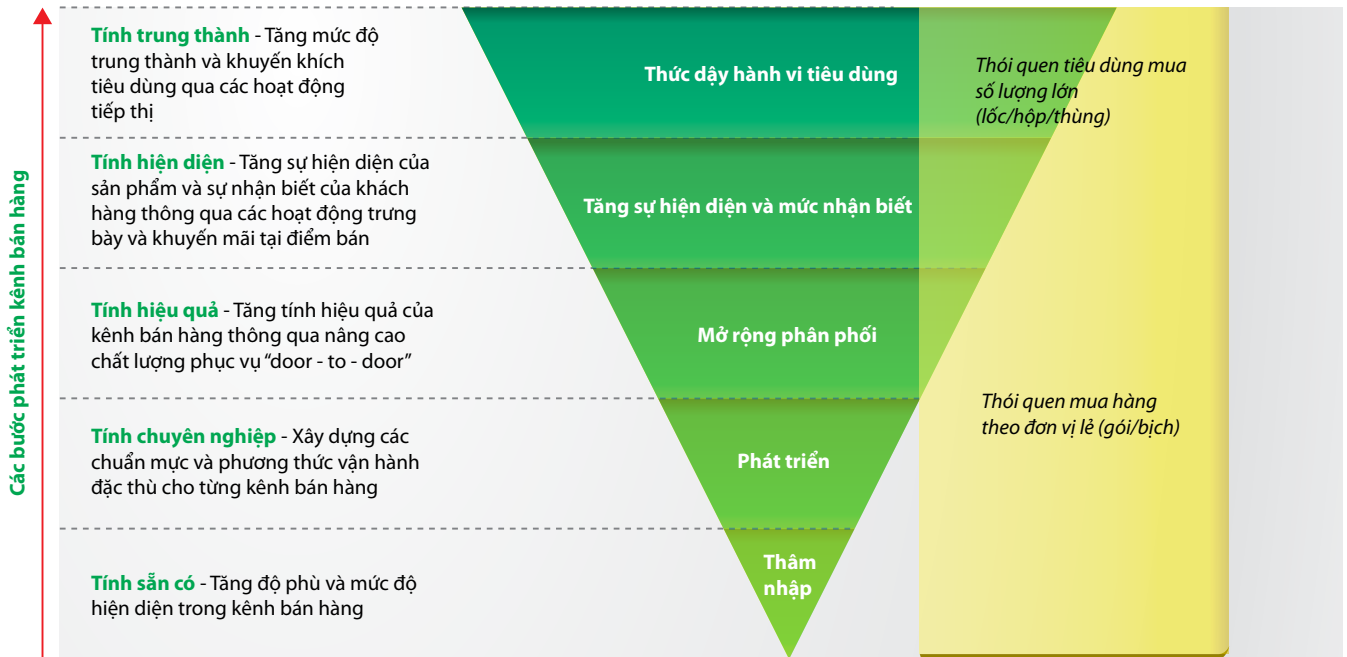 Các bước phát triển kênh bán hàng
Tính trung thành - Tăng mức độ
trung thành và khuyến khích
tiêu dùng qua các hoạt động
tiếp thị
Thức dậy hành vi tiêu dùng
Thói quen tiêu dùng mua
số lượng lớn
(lốc/hộp/thùng)
Tính hiện diện - Tăng sự hiện diện của
sản phẩm và sự nhận biết của khách
hàng thông qua các hoạt động trưng
bày và khuyến mãi tại điểm bán
Tăng sự hiện diện và mức nhận biết
Tính hiệu quả - Tăng tính hiệu quả của
kênh bán hàng thông qua nâng cao
chất lượng phục vụ “door - to - door”
Mở rộng phân phối
Thói quen mua hàng
theo đơn vị lẻ (gói/bịch)
Tính chuyên nghiệp - Xây dựng các
chuẩn mực và phương thức vận hành
đặc thù cho từng kênh bán hàng
Phát triển
Tính sẵn có - Tăng độ phù và mức độ
hiện diện trong kênh bán hàng
Thâm
nhập